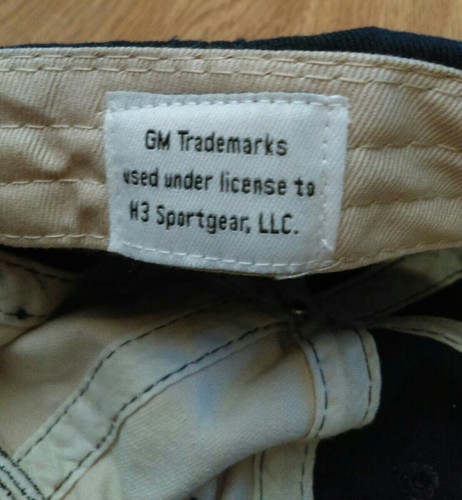 GM Trademarks
used under license to
H3 Sportgear, LLC.